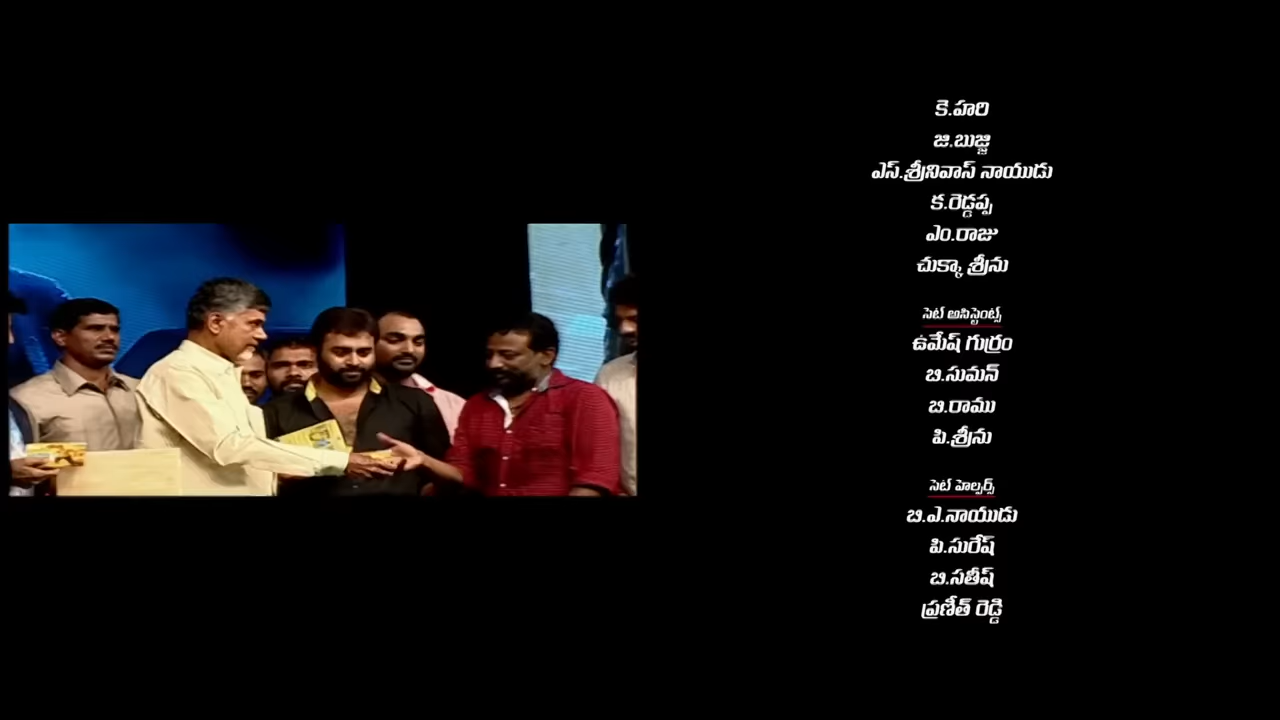 కె.హరి
జి.బుజ్జి
ఎస్.శ్రీనివాస్ నాయుడు
క.రెడ్డప్ప
ఎం.రాజు
చుక్కా శ్రీను
సెట్ అసిస్టెంట్స్
ఉమేష్ గుర్రం
బి.సుమన్
బి.రాము
పి.శ్రీను
సెట్ హెల్పర్స్
బి.ఎ.నాయుడు
పి.సురేష్
బి.సతీష్
ప్రణీత్ రెడ్డి